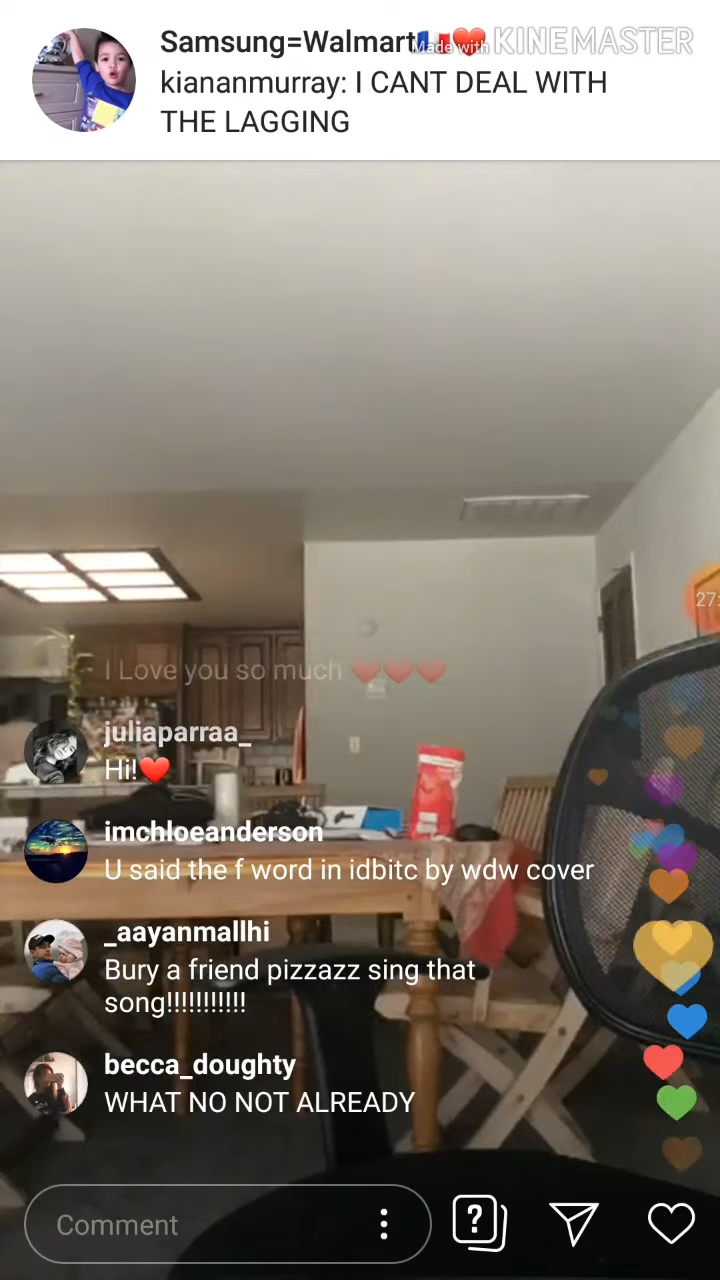 Samsung=Walmart🇫🇷❤️
Made with KINEMASTER
kiananmurray: I CANT DEAL WITH
THE LAGGING
27:
I Love you so much ❤️❤️❤️
juliaparraa_
Hi!❤️
imchloeanderson
U said the f word in idbitc by wdw cover
_aayanmallhi
Bury a friend pizzazz sing that
song!!!!!!!!!!!
becca_doughty
WHAT NO NOT ALREADY
Comment
?